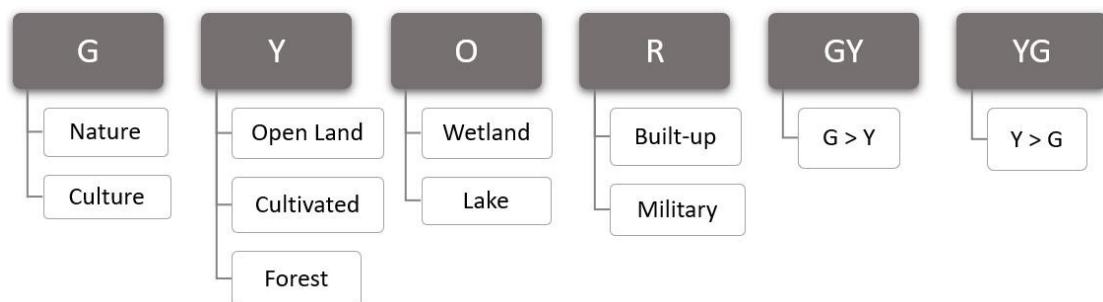 G
Nature
Culture
Y
Open Land
Cultivated
Forest
O
Wetland
Lake
R
Built-up
Military
GY
G > Y
YG
Y > G